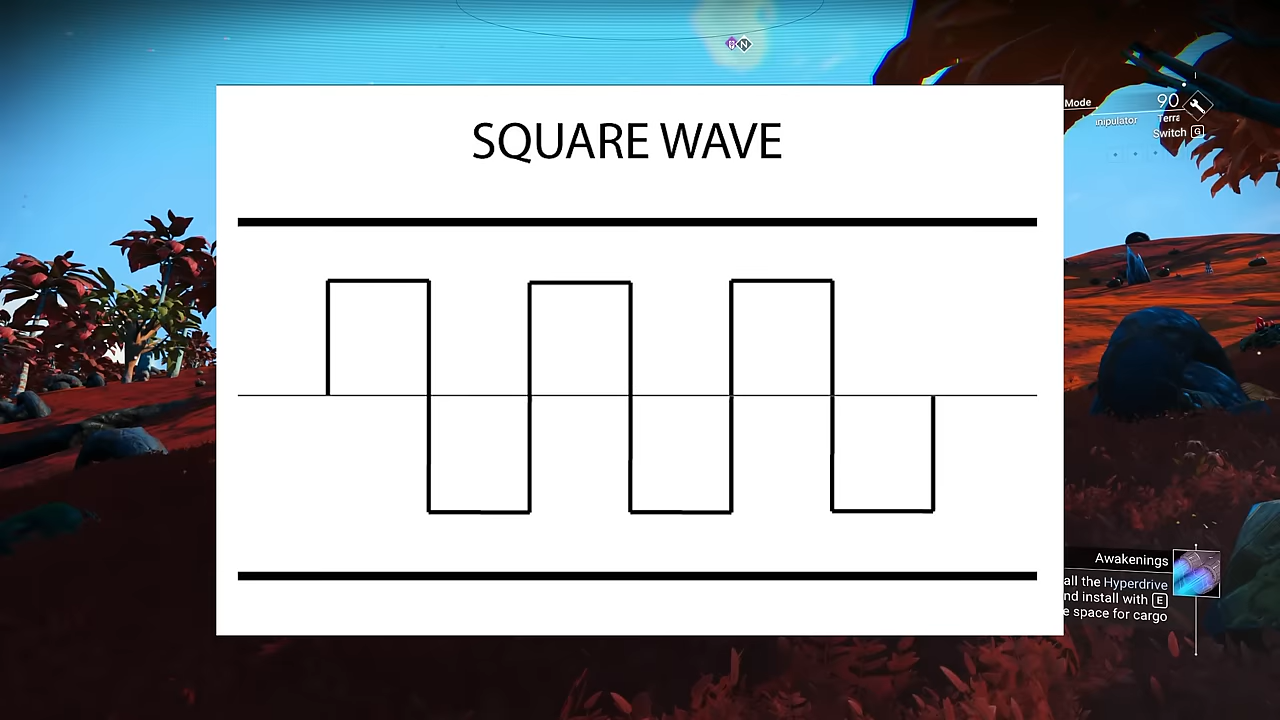 N
SQUARE WAVE
Mode
90
Terra
Switch G
Awakenings
all the Hyperdrive
nd install with E
e space for cargo